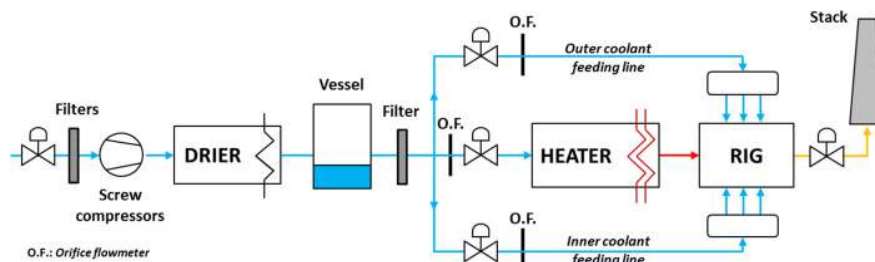 Stack
O.F.
Outer coolant
feeding line
Vessel
Filters
Filter
O.F.
DRIER
HEATER
RIG
Screw
compressors
O.F.
Inner coolant
feeding line
O.F.: Orifice flowmeter